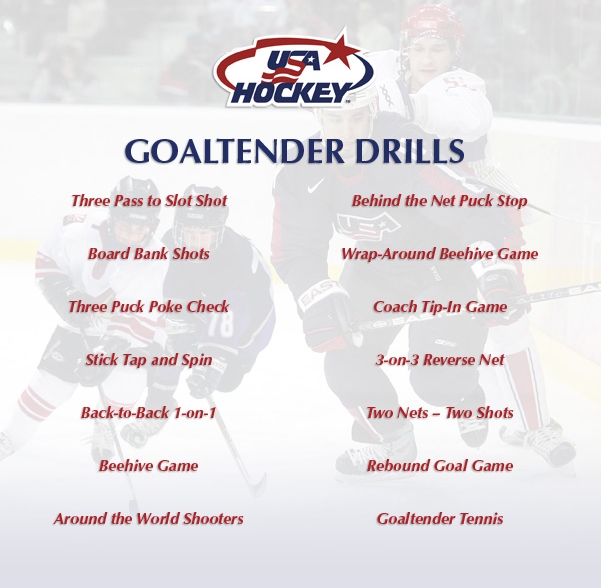 USA
HOCKEY
GOALTENDER DRILLS
Three Pass to Slot Shot
Board Bank Shots
Three Puck Poke Check
Stick Tap and Spin
Back-to-Back 1-on-1
Beehive Game
Around the World Shooters
Behind the Net Puck Stop
Wrap-Around Beehive Game
Coach Tip-In Game
3-on-3 Reverse Net
Two Nets – Two Shots
Rebound Goal Game
Goaltender Tennis
EASTON
78